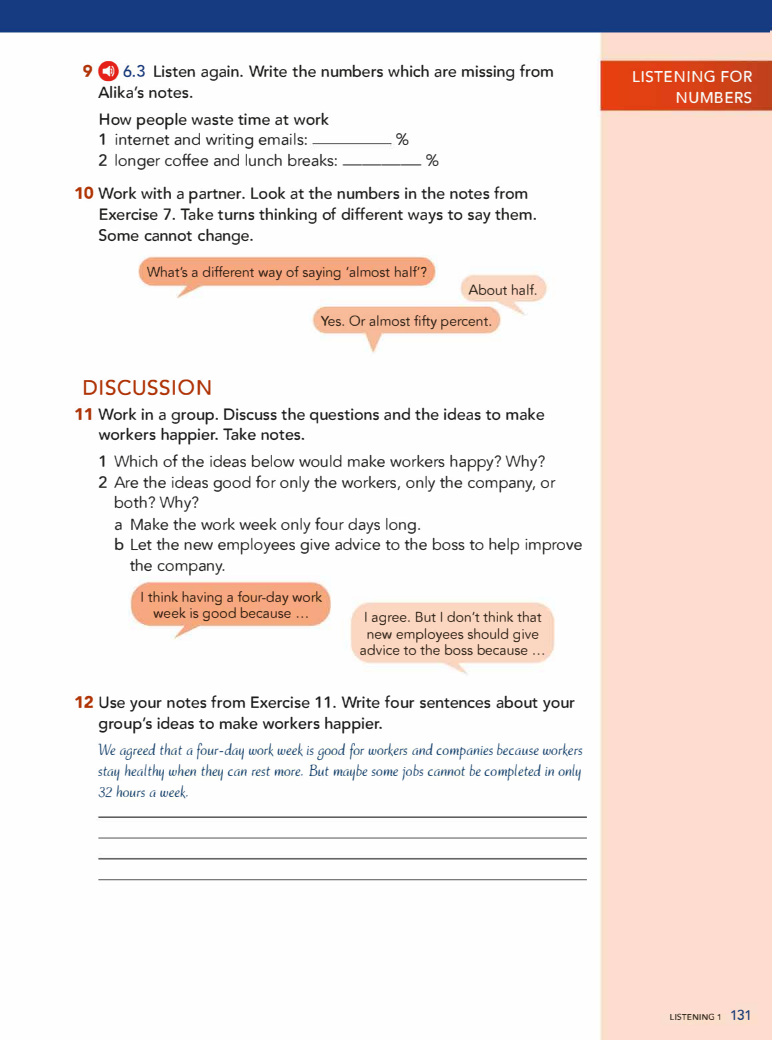 9 6.3 Listen again. Write the numbers which are missing from
Alika's notes.
LISTENING FOR
NUMBERS
How people waste time at work
1 internet and writing emails: __________ %
2 longer coffee and lunch breaks: __________ %
10 Work with a partner. Look at the numbers in the notes from
Exercise 7. Take turns thinking of different ways to say them.
Some cannot change.
What's a different way of saying 'almost half'?
About half.
Yes. Or almost fifty percent.
DISCUSSION
11 Work in a group. Discuss the questions and the ideas to make
workers happier. Take notes.
1 Which of the ideas below would make workers happy? Why?
2 Are the ideas good for only the workers, only the company, or
both? Why?
a Make the work week only four days long.
b Let the new employees give advice to the boss to help improve
the company.
I think having a four-day work
week is good because …
I agree. But I don't think that
new employees should give
advice to the boss because …
12 Use your notes from Exercise 11. Write four sentences about your
group's ideas to make workers happier.
We agreed that a four-day work week is good for workers and companies because workers
stay healthy when they can rest more. But maybe some jobs cannot be completed in only
32 hours a week.
LISTENING 1 131